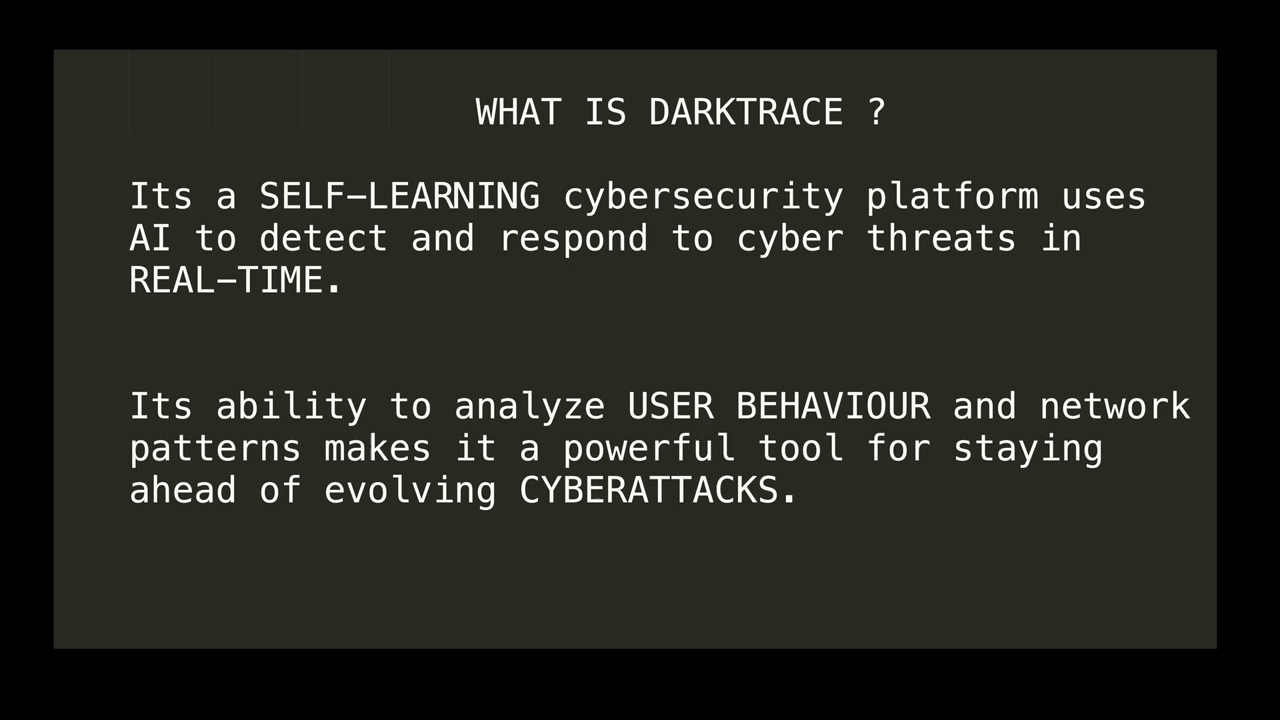 WHAT IS DARKTRACE ?
Its a SELF-LEARNING cybersecurity platform uses
AI to detect and respond to cyber threats in
REAL-TIME.
Its ability to analyze USER BEHAVIOUR and network
patterns makes it a powerful tool for staying
ahead of evolving CYBERATTACKS.